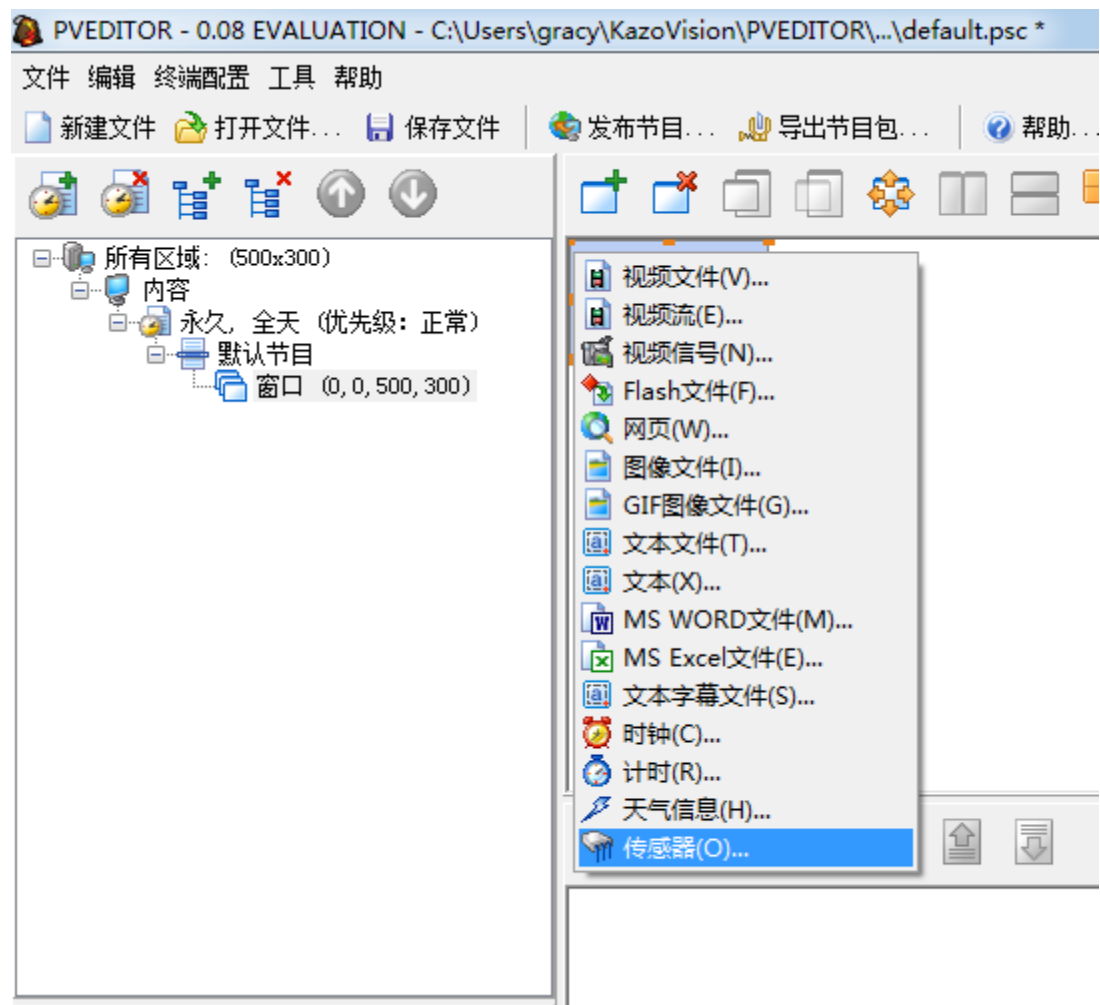 PVEDITOR - 0.08 EVALUATION - C:\Users\gracy\KazoVision\PVEDITOR\...\default.psc *
文件 编辑 终端配置 工具 帮助
新建文件 打开文件... 保存文件 发布节目... 导出节目包... 帮助...
所有区域: (500x300)
内容
永久, 全天 (优先级: 正常)
默认节目
窗口 (0,0,500,300)
视频文件(V)...
视频流(E)...
视频信号(N)...
Flash文件(F)...
网页(W)...
图像文件(I)...
GIF图像文件(G)...
文本文件(T)...
文本(X)...
MS WORD文件(M)...
MS Excel文件(E)...
文本字幕文件(S)...
时钟(C)...
计时(R)...
天气信息(H)...
传感器(O)...